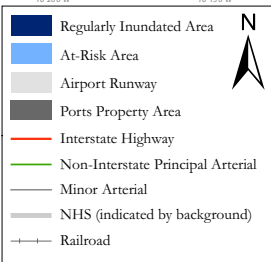 N
Regularly Inundated Area
At-Risk Area
Airport Runway
Ports Property Area
Interstate Highway
Non-Interstate Principal Arterial
Minor Arterial
NHS (indicated by background)
Railroad